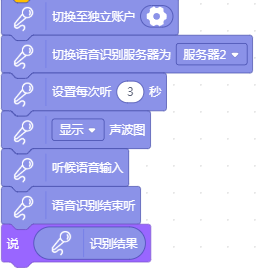 切换至独立账户
切换语音识别服务器为 服务器2
设置每次听 3 秒
显示 声波图
听候语音输入
语音识别结束听
说 识别结果